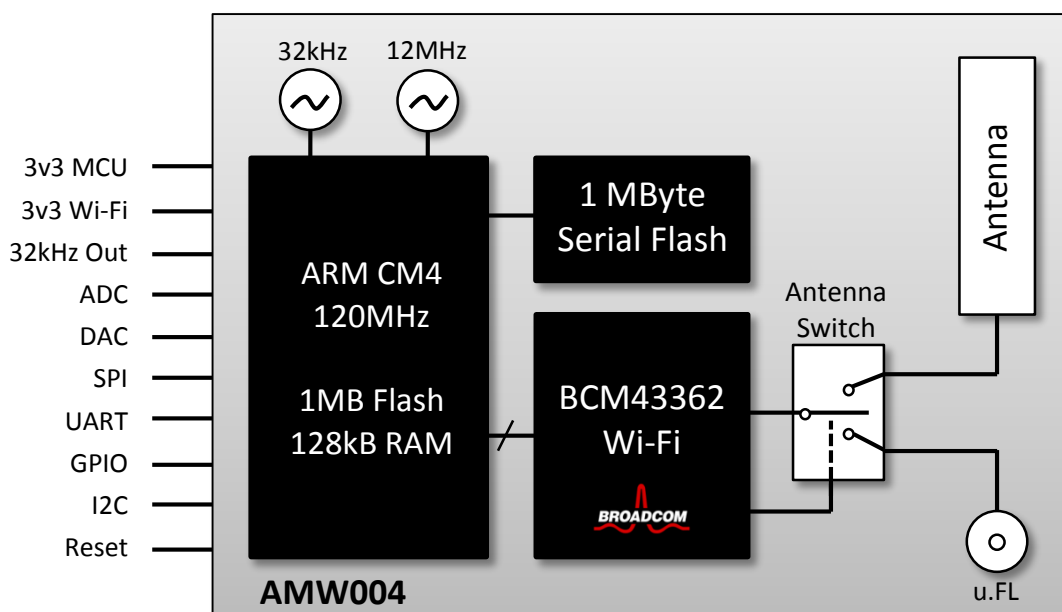 32kHz
12MHz
3v3 MCU
3v3 Wi-Fi
32kHz Out
ADC
DAC
SPI
UART
GPIO
I2C
Reset
ARM CM4
120MHz
1MB Flash
128kB RAM
1 MByte
Serial Flash
BCM43362
Wi-Fi
BROADCOM
Antenna
Switch
Antenna
u.FL
AMW004